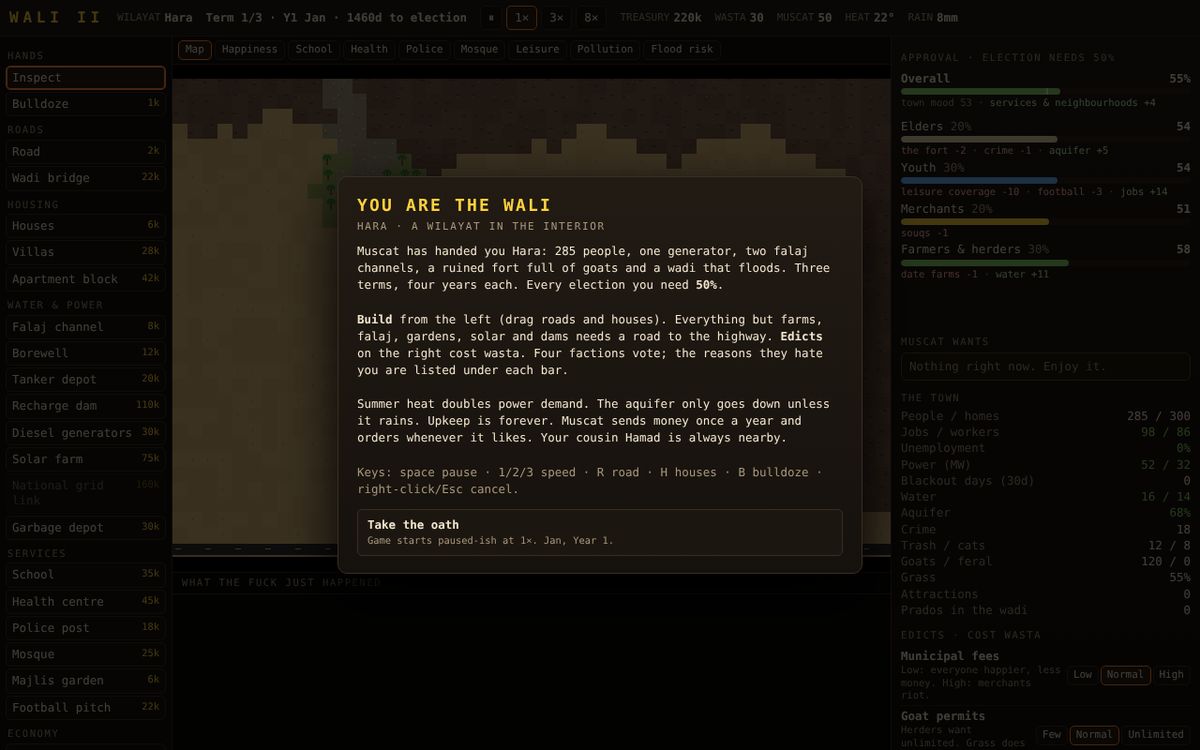 WALI II
WILAYAT Hara Term 1/3 · Y1 Jan · 1460d to election
⏸ 1× 3× 8×
TREASURY 220k WASTA 30 MUSCAT 50 HEAT 22° RAIN 8mm
HANDS
Inspect
Bulldoze 1k
ROADS
Road 2k
Wadi bridge 22k
HOUSING
Houses 6k
Villas 28k
Apartment block 42k
WATER & POWER
Falaj channel 8k
Borewell 12k
Tanker depot 20k
Recharge dam 110k
Diesel generators 30k
Solar farm 75k
National grid link 160k
Garbage depot 30k
SERVICES
School 35k
Health centre 45k
Police post 18k
Mosque 25k
Majlis garden 6k
Football pitch 22k
ECONOMY
Map Happiness School Health Police Mosque Leisure Pollution Flood risk
YOU ARE THE WALI
HARA · A WILAYAT IN THE INTERIOR
Muscat has handed you Hara: 285 people, one generator, two falaj
channels, a ruined fort full of goats and a wadi that floods. Three
terms, four years each. Every election you need 50%.
Build from the left (drag roads and houses). Everything but farms,
falaj, gardens, solar and dams needs a road to the highway. Edicts
on the right cost wasta. Four factions vote; the reasons they hate
you are listed under each bar.
Summer heat doubles power demand. The aquifer only goes down unless
it rains. Upkeep is forever. Muscat sends money once a year and
orders whenever it likes. Your cousin Hamad is always nearby.
Keys: space pause · 1/2/3 speed · R road · H houses · B bulldoze ·
right-click/Esc cancel.
Take the oath
Game starts paused-ish at 1×. Jan, Year 1.
WHAT THE FUCK JUST HAPPENED
APPROVAL · ELECTION NEEDS 50%
Overall 55%
town mood 53 · services & neighbourhoods +4
Elders 20% 54
the fort -2 · crime -1 · aquifer +5
Youth 30% 54
leisure coverage -10 · football -3 · jobs +14
Merchants 20% 51
souqs -1
Farmers & herders 30% 58
date farms -1 · water +11
MUSCAT WANTS
Nothing right now. Enjoy it.
THE TOWN
People / homes 285 / 300
Jobs / workers 98 / 86
Unemployment 0%
Power (MW) 52 / 32
Blackout days (30d) 0
Water 16 / 14
Aquifer 68%
Crime 18
Trash / cats 12 / 8
Goats / feral 120 / 0
Grass 55%
Attractions 0
Prados in the wadi 0
EDICTS · COST WASTA
Municipal fees
Low: everyone happier, less
money. High: merchants
riot.
Low Normal High
Goat permits
Herders want
unlimited. Grass does
Few Normal Unlimited